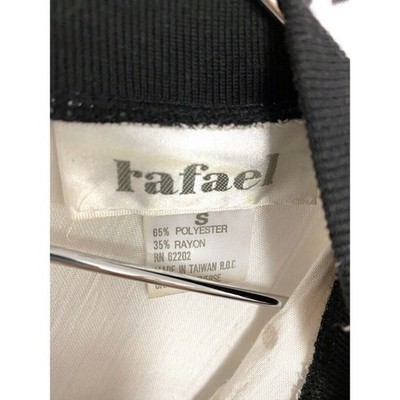 rafael
S
65% POLYESTER
35% RAYON
RN 62202
MADE IN TAIWAN R.O.C.